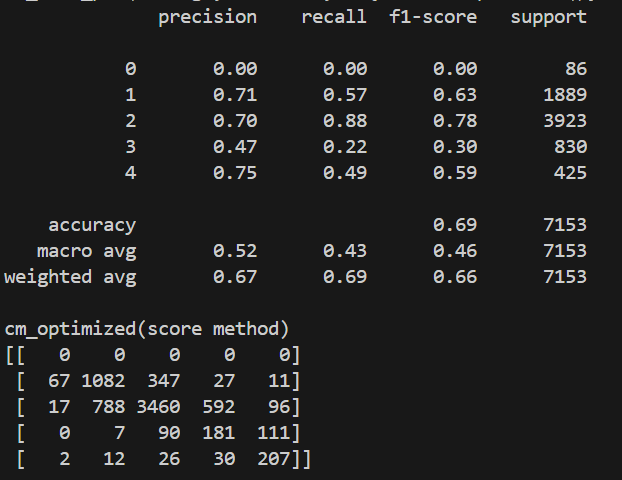 precision recall f1-score support
0 0.00 0.00 0.00 86
1 0.71 0.57 0.63 1889
2 0.70 0.88 0.78 3923
3 0.47 0.22 0.30 830
4 0.75 0.49 0.59 425
accuracy 0.69 7153
macro avg 0.52 0.43 0.46 7153
weighted avg 0.67 0.69 0.66 7153
cm_optimized(score method)
[[ 0 0 0 0 0]
[ 67 1082 347 27 11]
[ 17 788 3460 592 96]
[ 0 7 90 181 111]
[ 2 12 26 30 207]]